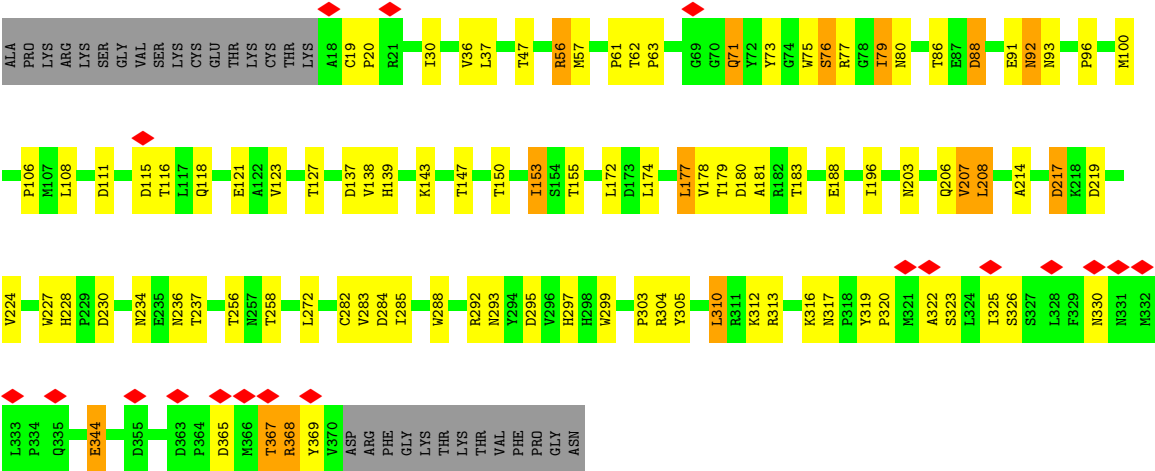 ALA PRO LYS ARG LYS SER GLY VAL SER LYS CYS GLU THR LYS CYS THR LYS A18 C19 P20 R21 I30 V36 L37 T47 R56 M57 P61 T62 P63 G69 G70 Q71 Y72 Y73 G74 W75 S76 R77 G78 I79 N80 T86 E87 D88 E91 N92 N93 P96 M100
P106 M107 L108 D111 D115 T116 L117 Q118 E121 A122 V123 T127 D137 V138 H139 K143 T147 T150 I153 S154 T155 L172 D173 L174 L177 V178 T179 D180 A181 R182 T183 E188 I196 N203 Q206 V207 L208 A214 D217 K218 D219
V224 W227 H228 P229 D230 N234 E235 N236 T237 T256 N257 T258 L272 C282 V283 D284 I285 W288 R292 N293 Y294 D295 V296 H297 H298 W299 P303 R304 Y305 L310 R311 K312 R313 K316 N317 P318 Y319 P320 M321 A322 S323 L324 I325 S326 S327 L328 F329 N330 N331 M332
L333 P334 Q335 E344 D355 D363 P364 D365 M366 T367 R368 Y369 V370 ASP ARG PHE GLY LYS THR LYS THR VAL PHE PRO GLY ASN